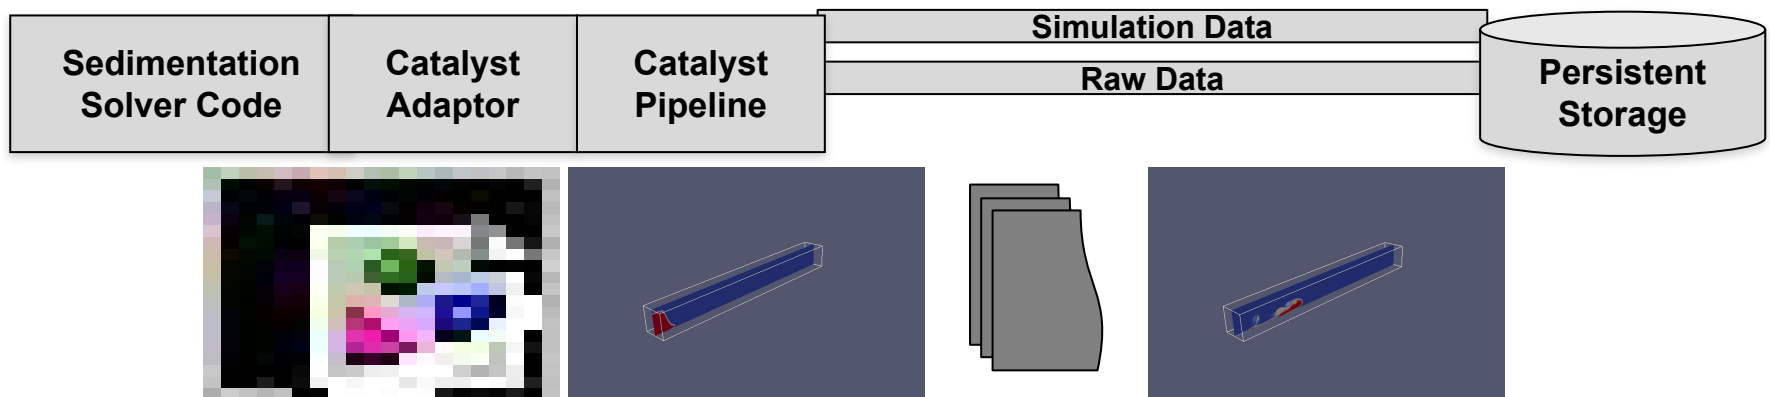 Sedimentation
Solver Code
Catalyst
Adaptor
Catalyst
Pipeline
Simulation Data
Raw Data
Persistent
Storage